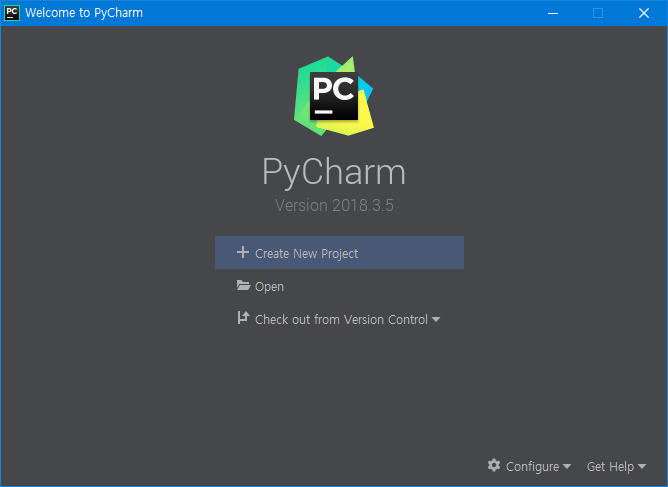 PC Welcome to PyCharm
PC
PyCharm
Version 2018.3.5
Create New Project
Open
Check out from Version Control
Configure Get Help